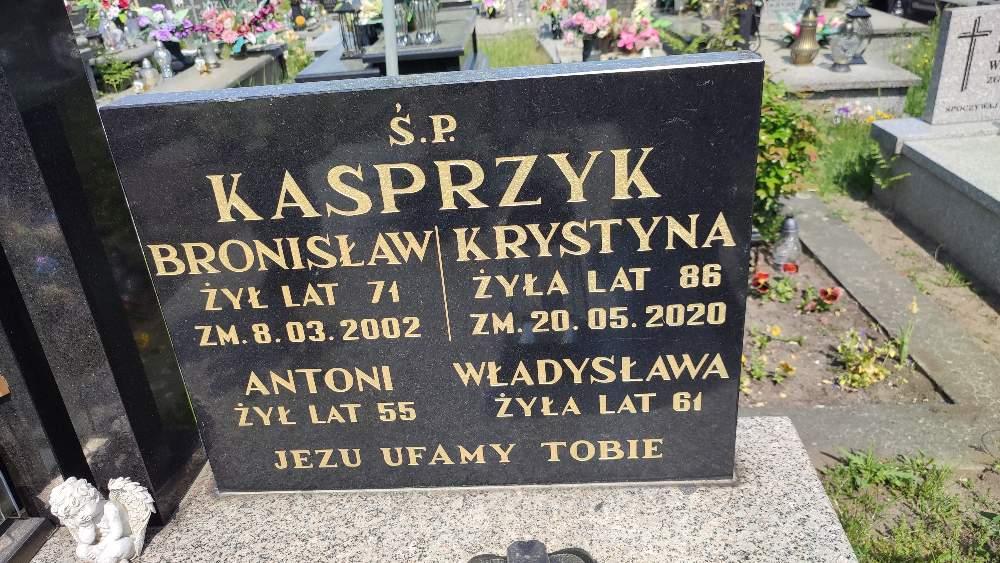 Ś.P.
KASPRZYK
BRONISŁAW
ŻYŁ LAT 71
ZM. 8.03.2002
KRYSTYNA
ŻYŁA LAT 86
ZM. 20.05.2020
ANTONI
ŻYŁ LAT 55
WŁADYSŁAWA
ŻYŁA LAT 61
JEZU UFAMY TOBIE
SPOCZYWAJ